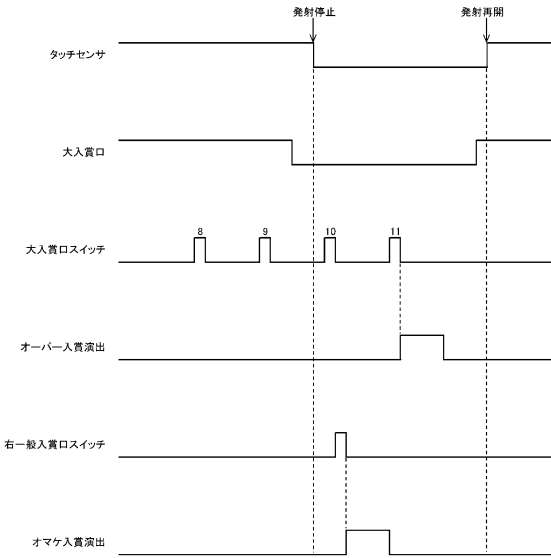 発射停止 発射再開
タッチセンサ
大入賞口
8 9 10 11
大入賞口スイッチ
オーバー入賞演出
右一般入賞口スイッチ
オマケ入賞演出